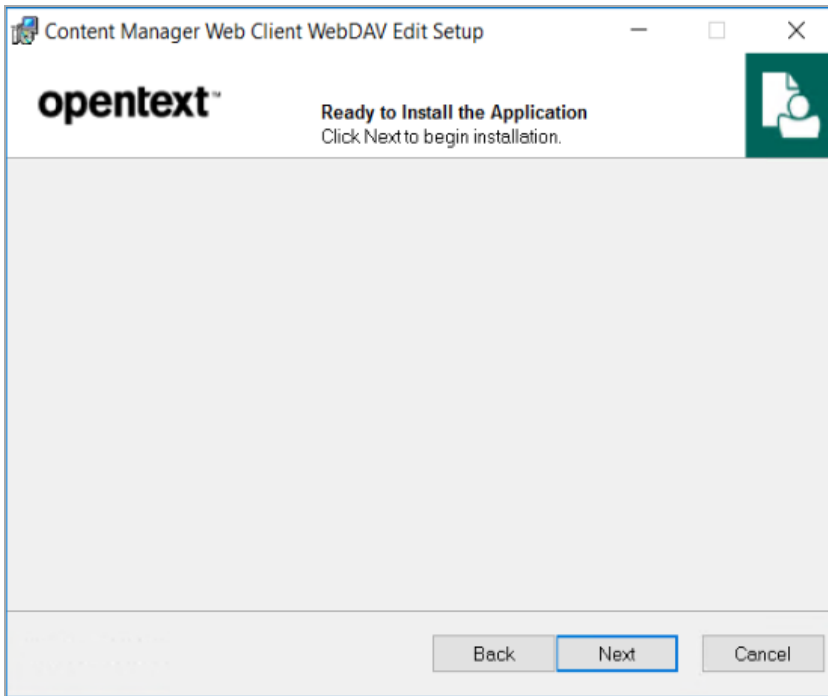 Content Manager Web Client WebDAV Edit Setup
opentext™
Ready to Install the Application
Click Next to begin installation.
Back
Next
Cancel